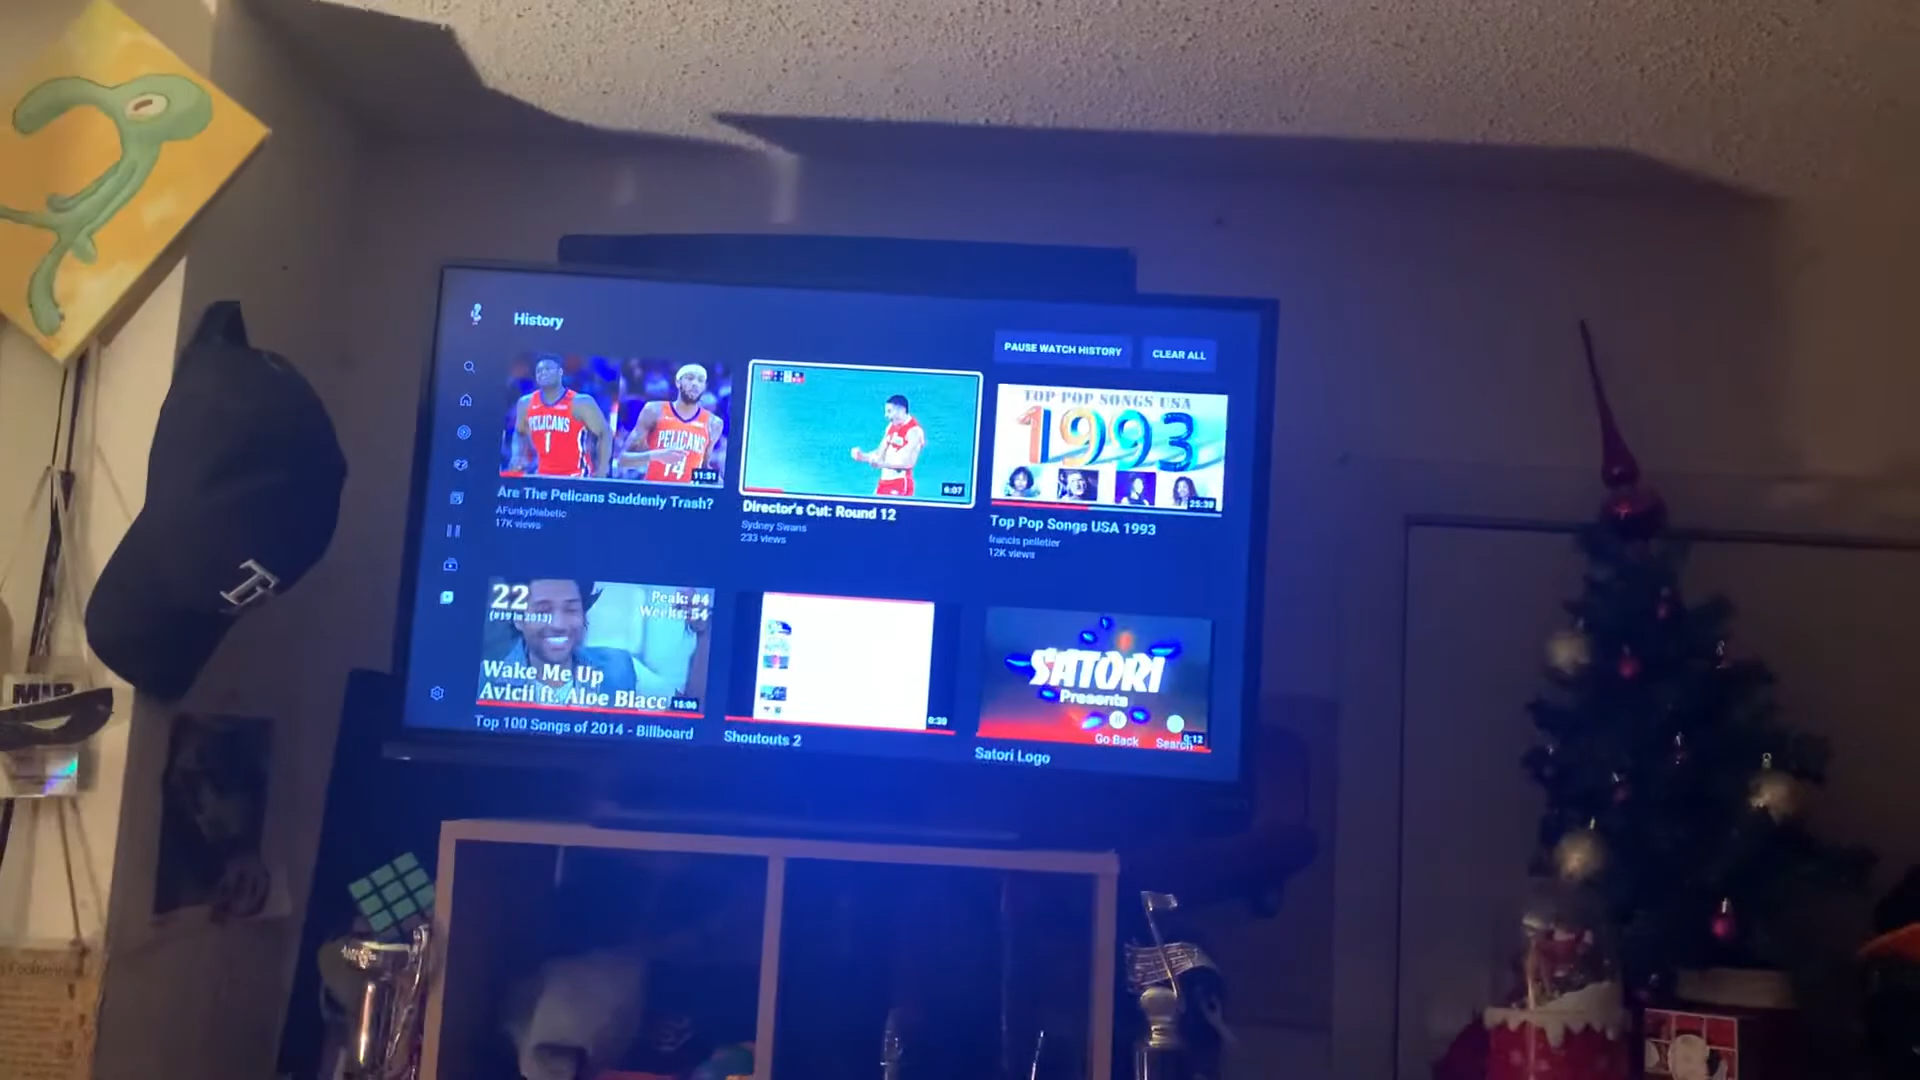 History
PAUSE WATCH HISTORY
CLEAR ALL
PELICANS
1
PELICANS
14
11:51
Are The Pelicans Suddenly Trash?
AFunkyDiabetic
17K views
6:07
Director's Cut: Round 12
Sydney Swans
233 views
TOP POP SONGS USA
1993
25:38
Top Pop Songs USA 1993
francis pelletier
12K views
22
(#19 in 2013)
Peak: #4
Weeks: 54
Wake Me Up
Avicii ft. Aloe Blacc
15:06
Top 100 Songs of 2014 - Billboard
0:39
Shoutouts 2
SATORI
Presents
Go Back
Search
0:12
Satori Logo